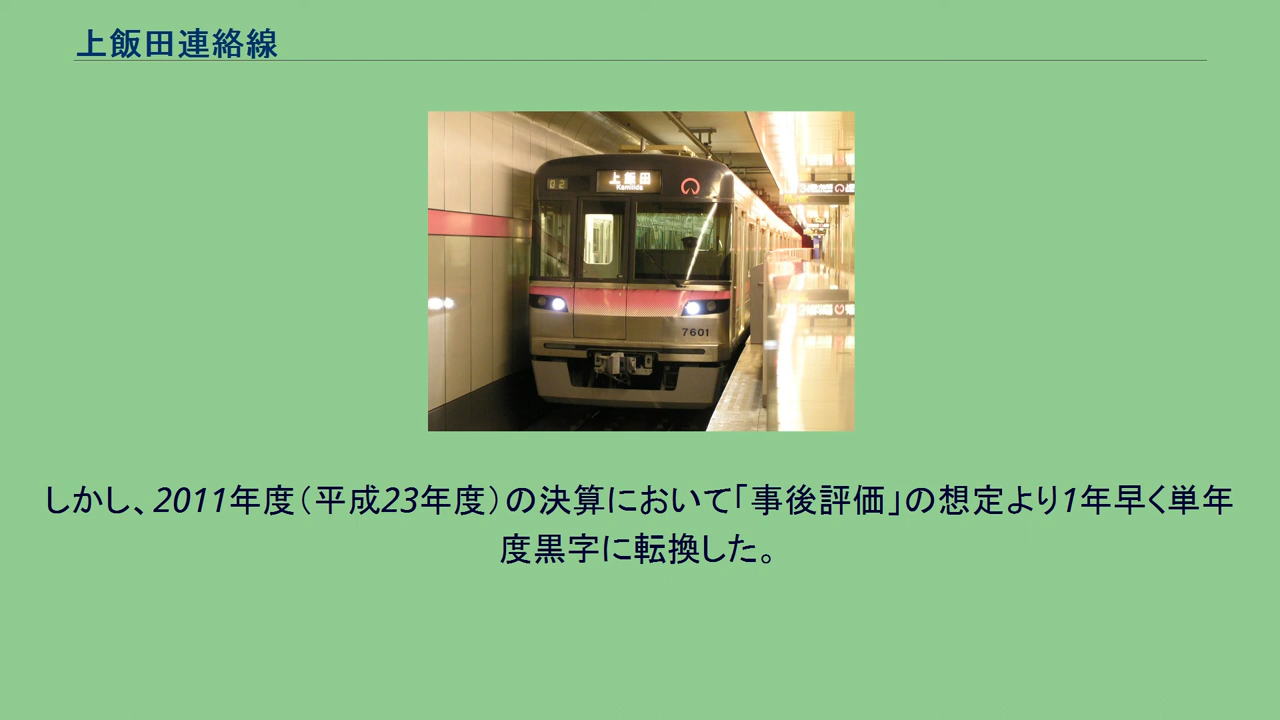 上飯田連絡線
02
上飯田
Kamiida
7601
しかし、2011年度（平成23年度）の決算において「事後評価」の想定より1年早く単年
度黒字に転換した。